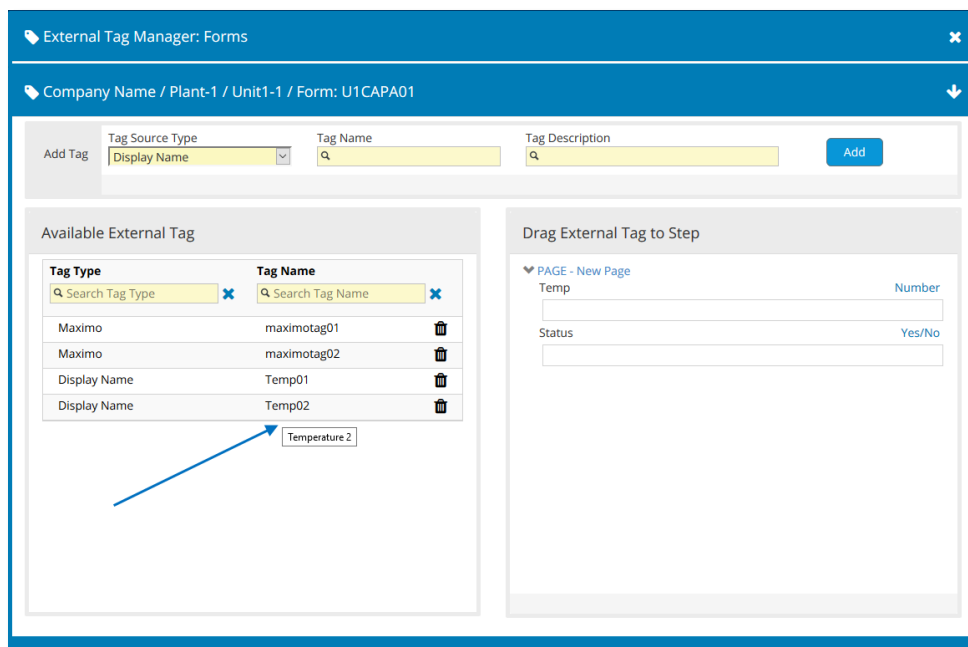 External Tag Manager: Forms
Company Name / Plant-1 / Unit1-1 / Form: U1CAPA01
Add Tag
Tag Source Type
Display Name
Tag Name
Tag Description
Add
Available External Tag
Tag Type
Tag Name
Search Tag Type
Search Tag Name
Maximo
maximotag01
Maximo
maximotag02
Display Name
Temp01
Display Name
Temp02
Temperature 2
Drag External Tag to Step
PAGE - New Page
Temp
Number
Status
Yes/No